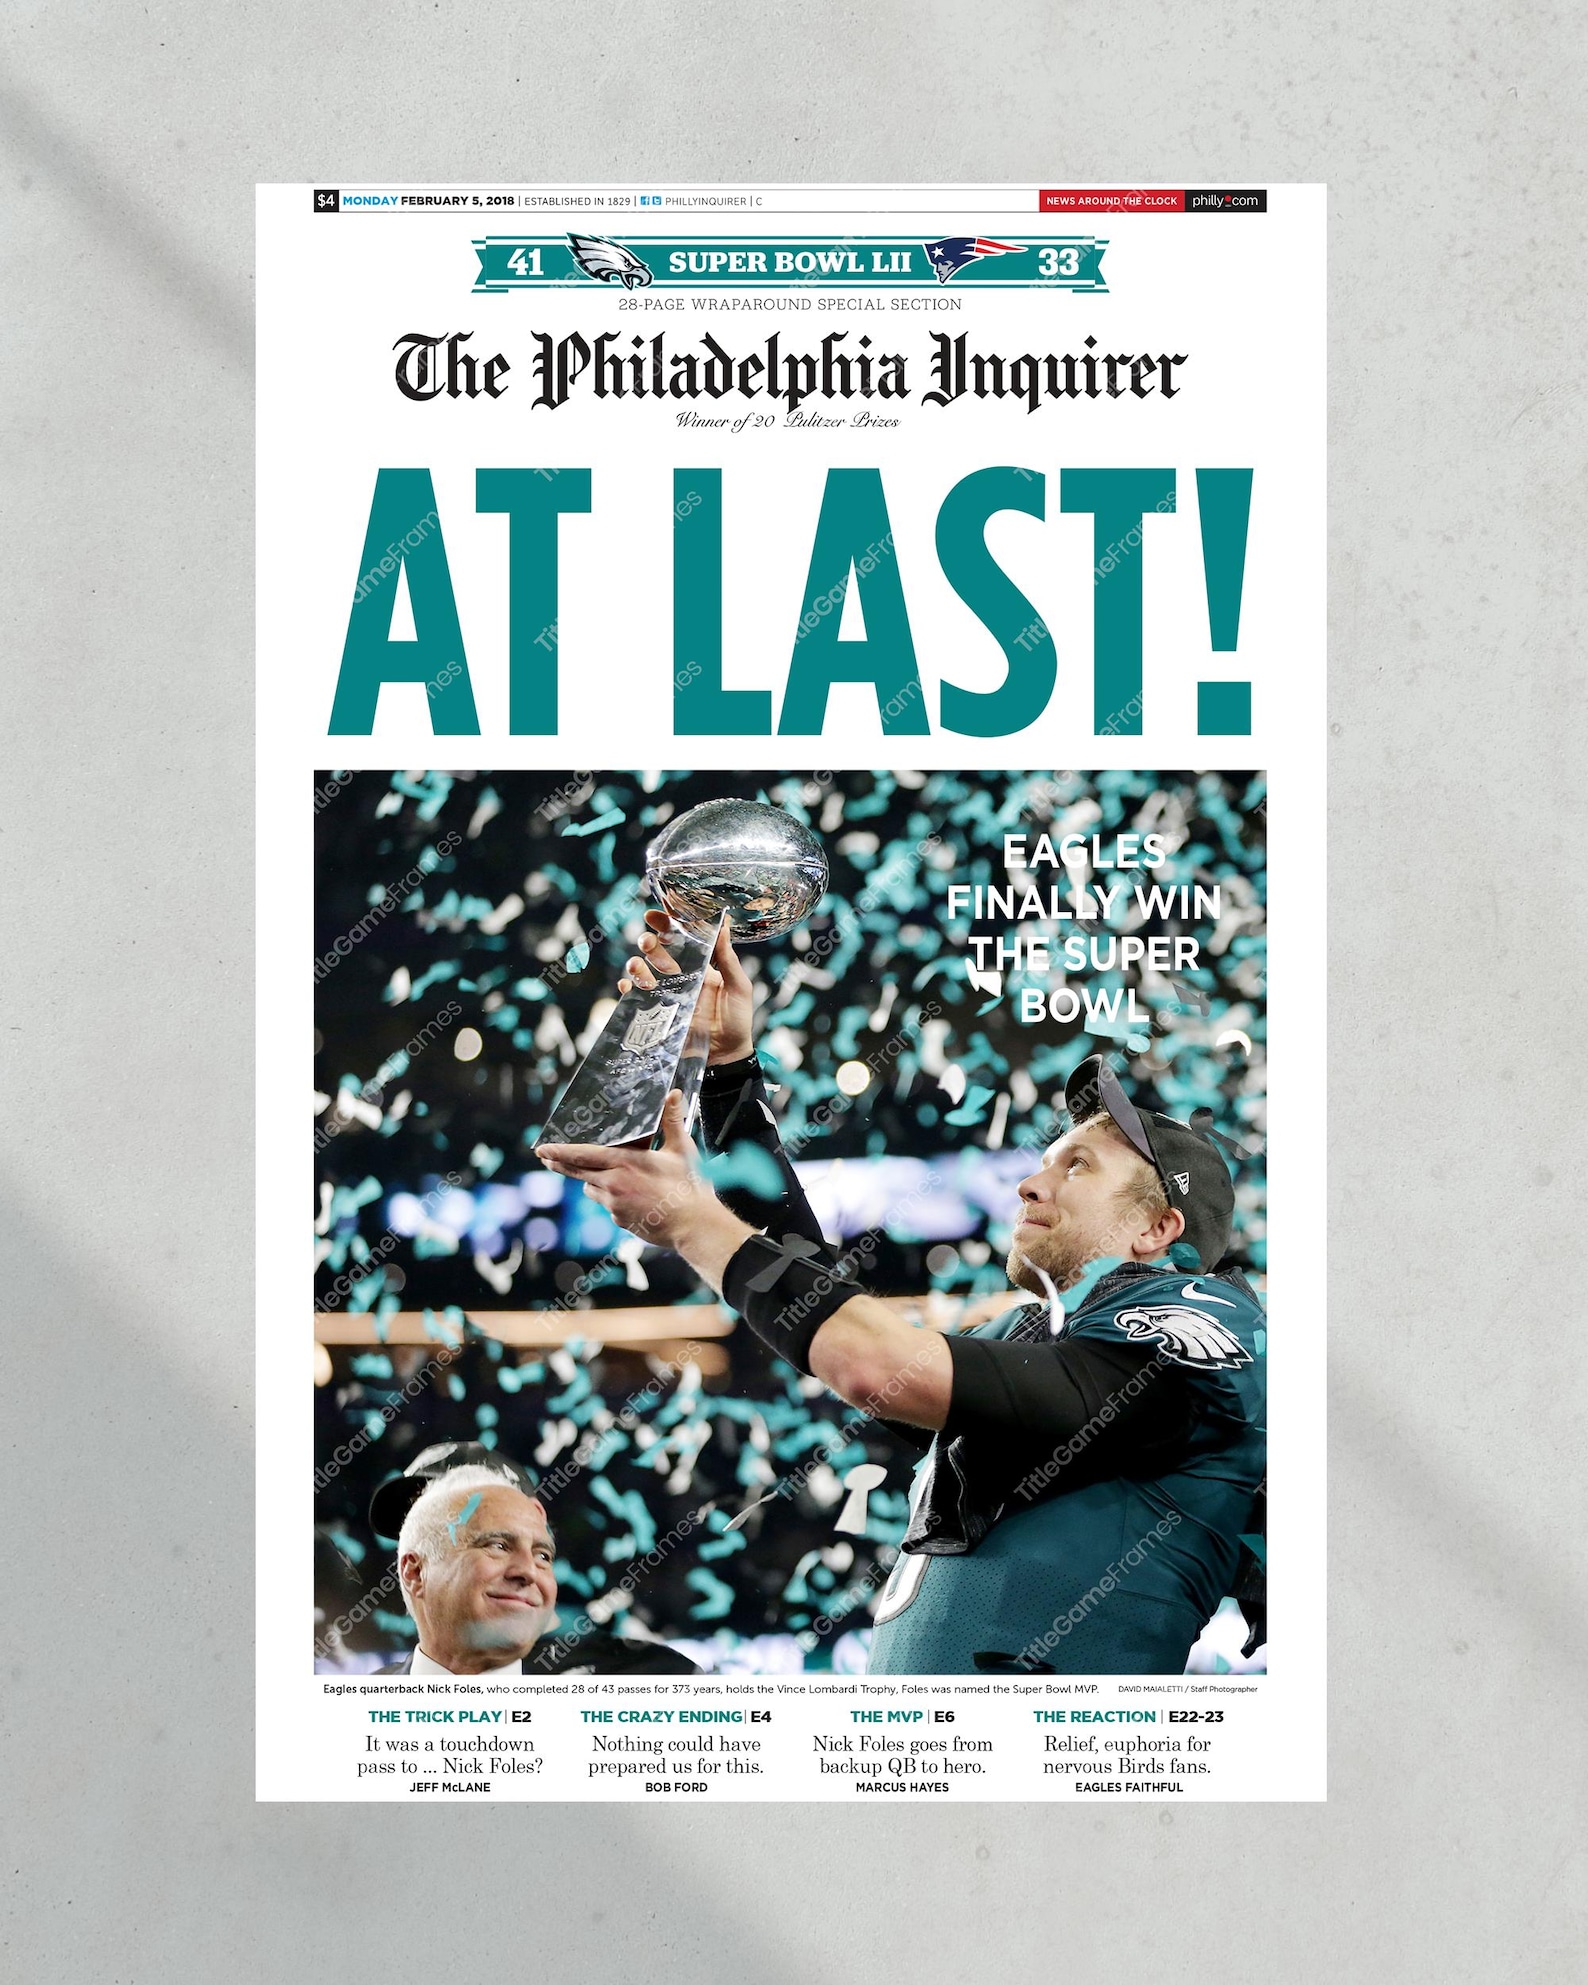 $4 MONDAY FEBRUARY 5, 2018 | ESTABLISHED IN 1829 | PHILLYINQUIRER | C NEWS AROUND THE CLOCK philly.com
41 SUPER BOWL LII 33
28-PAGE WRAPAROUND SPECIAL SECTION
The Philadelphia Inquirer
Winner of 20 Pulitzer Prizes
AT LAST!
EAGLES
FINALLY WIN
THE SUPER
BOWL
NFL
Eagles quarterback Nick Foles, who completed 28 of 43 passes for 373 years, holds the Vince Lombardi Trophy, Foles was named the Super Bowl MVP. DAVID MAIALETTI / Staff Photographer
THE TRICK PLAY | E2
It was a touchdown
pass to ... Nick Foles?
JEFF McLANE
THE CRAZY ENDING | E4
Nothing could have
prepared us for this.
BOB FORD
THE MVP | E6
Nick Foles goes from
backup QB to hero.
MARCUS HAYES
THE REACTION | E22-23
Relief, euphoria for
nervous Birds fans.
EAGLES FAITHFUL
TitleGameFrames